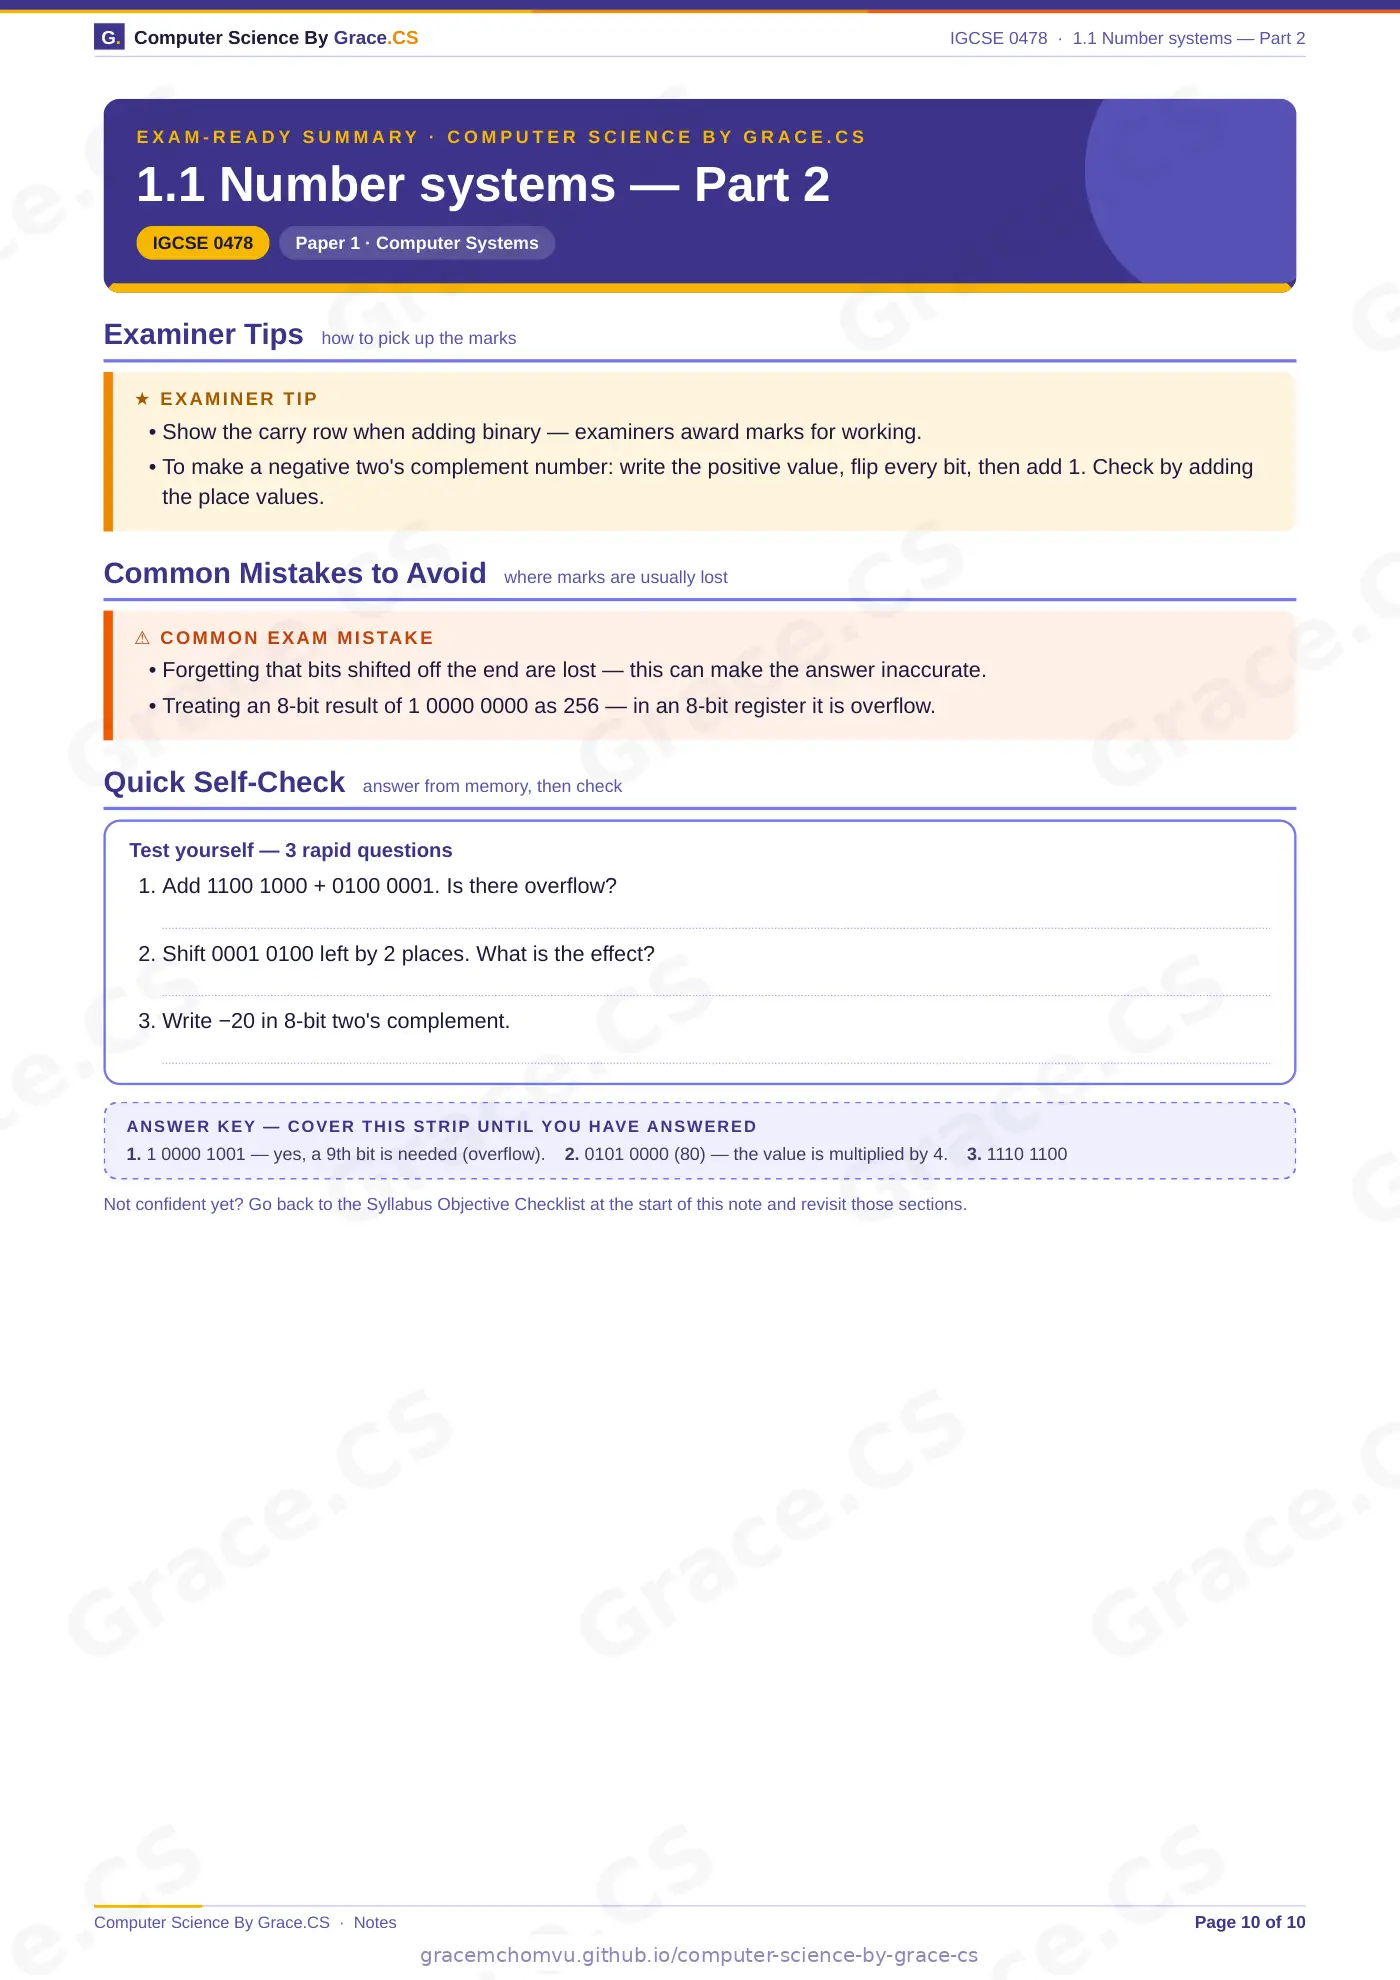 G. Computer Science By Grace.CS
IGCSE 0478 · 1.1 Number systems — Part 2
EXAM-READY SUMMARY · COMPUTER SCIENCE BY GRACE.CS
1.1 Number systems — Part 2
IGCSE 0478 Paper 1 · Computer Systems
Examiner Tips how to pick up the marks
★ EXAMINER TIP
• Show the carry row when adding binary — examiners award marks for working.
• To make a negative two's complement number: write the positive value, flip every bit, then add 1. Check by adding
the place values.
Common Mistakes to Avoid where marks are usually lost
⚠ COMMON EXAM MISTAKE
• Forgetting that bits shifted off the end are lost — this can make the answer inaccurate.
• Treating an 8-bit result of 1 0000 0000 as 256 — in an 8-bit register it is overflow.
Quick Self-Check answer from memory, then check
Test yourself — 3 rapid questions
1. Add 1100 1000 + 0100 0001. Is there overflow?
2. Shift 0001 0100 left by 2 places. What is the effect?
3. Write −20 in 8-bit two's complement.
ANSWER KEY — COVER THIS STRIP UNTIL YOU HAVE ANSWERED
1. 1 0000 1001 — yes, a 9th bit is needed (overflow). 2. 0101 0000 (80) — the value is multiplied by 4. 3. 1110 1100
Not confident yet? Go back to the Syllabus Objective Checklist at the start of this note and revisit those sections.
Computer Science By Grace.CS · Notes
Page 10 of 10
gracemchomvu.github.io/computer-science-by-grace-cs